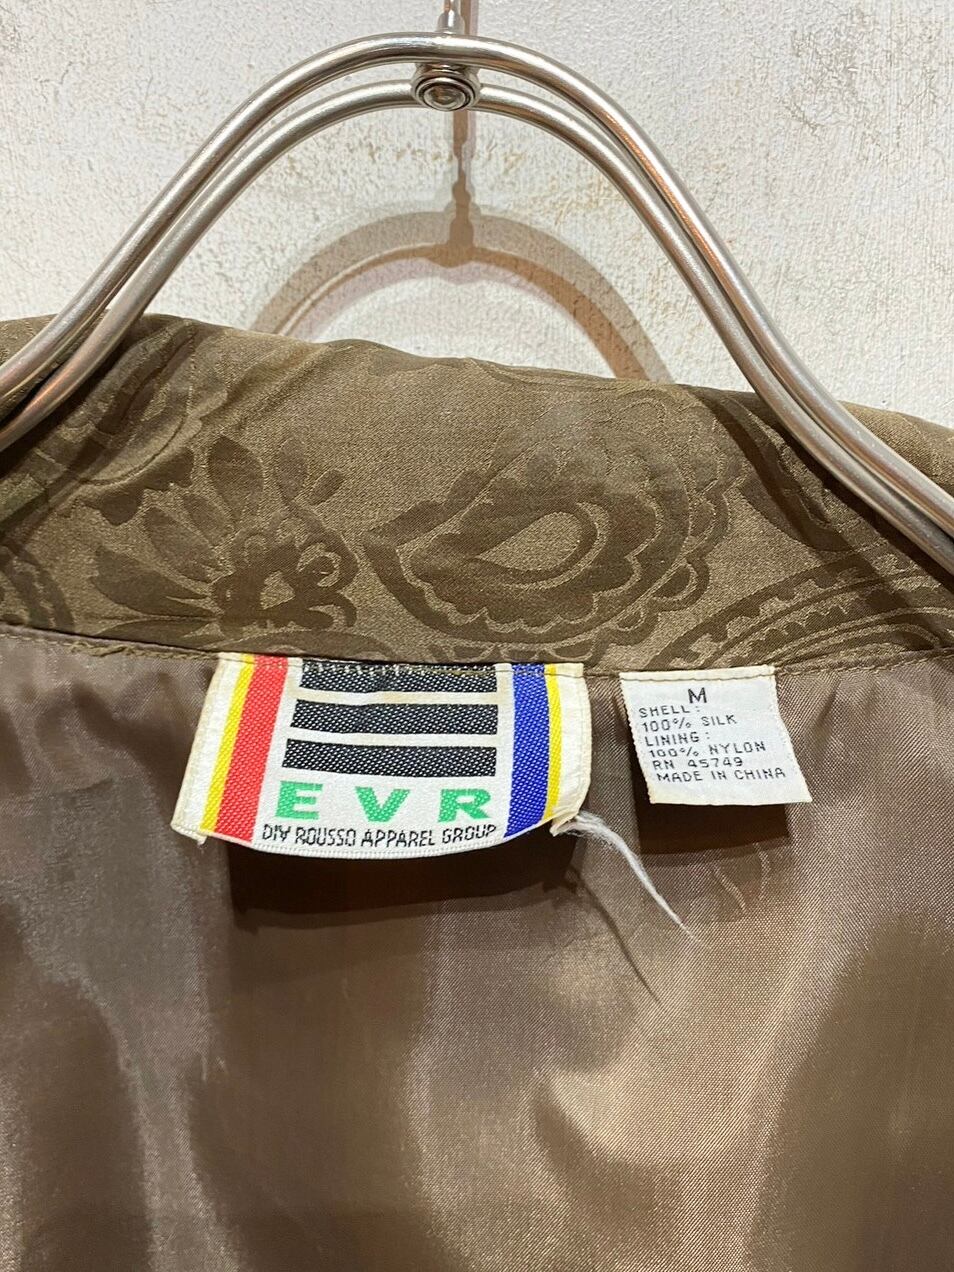 EVR
DIV ROUSSO APPAREL GROUP
M
SHELL:
100% SILK
LINING:
100% NYLON
RN 45749
MADE IN CHINA